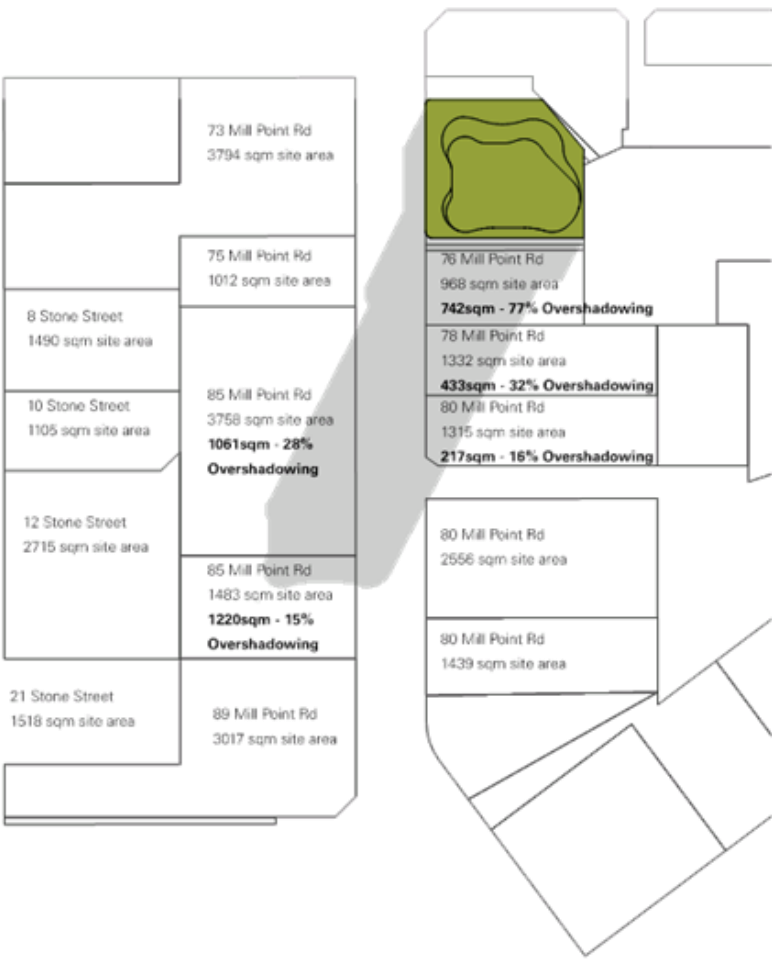 73 Mill Point Rd
3794 sqm site area
75 Mill Point Rd
1012 sqm site area
8 Stone Street
1490 sqm site area
10 Stone Street
1105 sqm site area
85 Mill Point Rd
3758 sqm site area
1061sqm - 28%
Overshadowing
12 Stone Street
2715 sqm site area
85 Mill Point Rd
1483 sqm site area
1220sqm - 15%
Overshadowing
21 Stone Street
1518 sqm site area
89 Mill Point Rd
3017 sqm site area
76 Mill Point Rd
968 sqm site area
742sqm - 77% Overshadowing
78 Mill Point Rd
1332 sqm site area
433sqm - 32% Overshadowing
80 Mill Point Rd
1315 sqm site area
217sqm - 16% Overshadowing
80 Mill Point Rd
2556 sqm site area
80 Mill Point Rd
1439 sqm site area